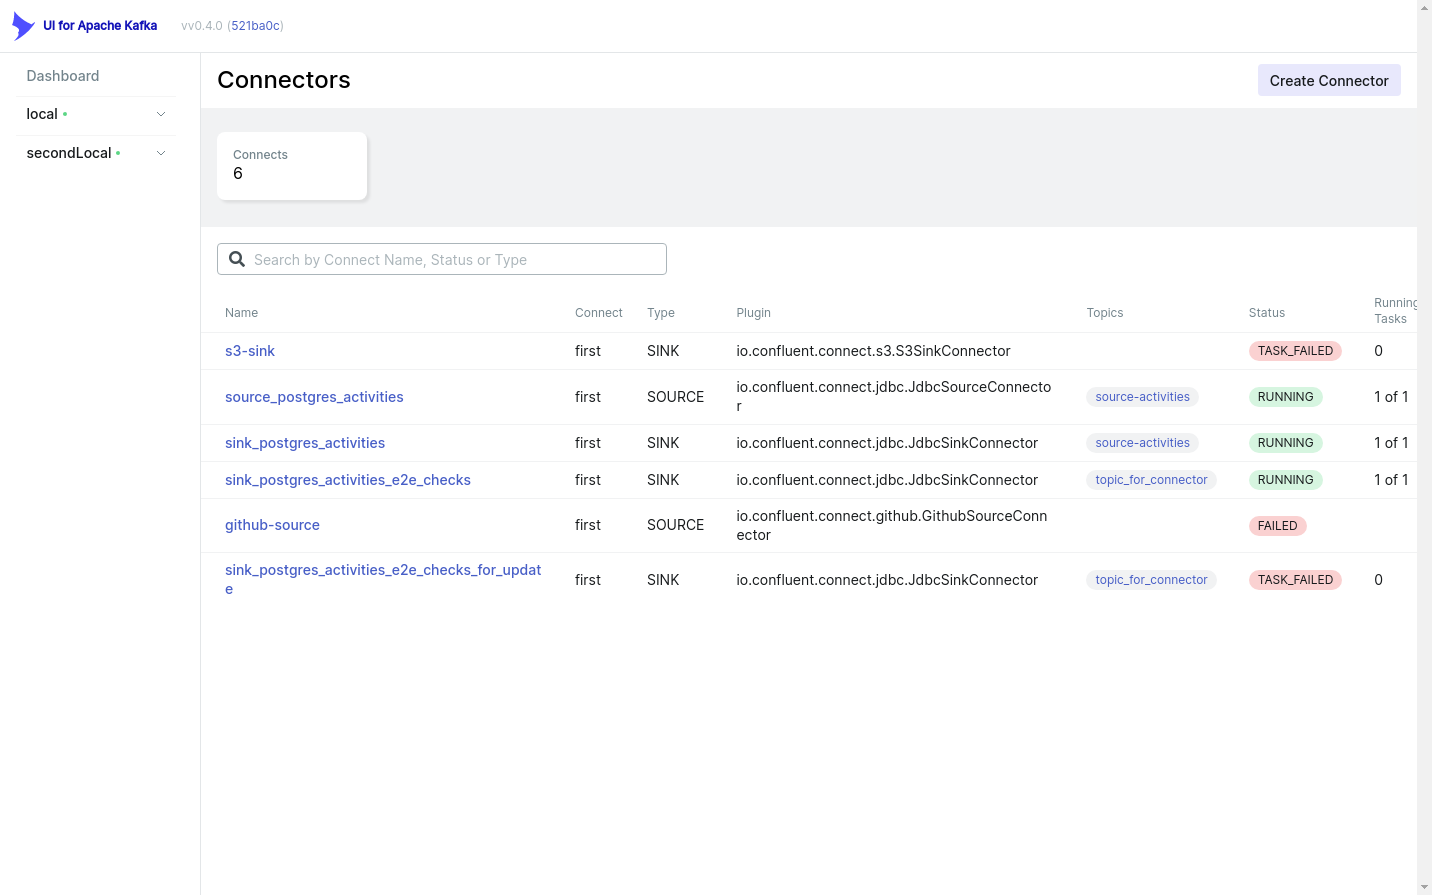 UI for Apache Kafka
vv0.4.0 (521ba0c)
Dashboard
local
secondLocal
Connectors
Create Connector
Connects
6
Search by Connect Name, Status or Type
Name Connect Type Plugin Topics Status Running
Tasks
s3-sink first SINK io.confluent.connect.s3.S3SinkConnector TASK_FAILED 0
source_postgres_activities first SOURCE io.confluent.connect.jdbc.JdbcSourceConnecto
r source-activities RUNNING 1 of 1
sink_postgres_activities first SINK io.confluent.connect.jdbc.JdbcSinkConnector source-activities RUNNING 1 of 1
sink_postgres_activities_e2e_checks first SINK io.confluent.connect.jdbc.JdbcSinkConnector topic_for_connector RUNNING 1 of 1
github-source first SOURCE io.confluent.connect.github.GithubSourceConn
ector FAILED
sink_postgres_activities_e2e_checks_for_updat
e first SINK io.confluent.connect.jdbc.JdbcSinkConnector topic_for_connector TASK_FAILED 0